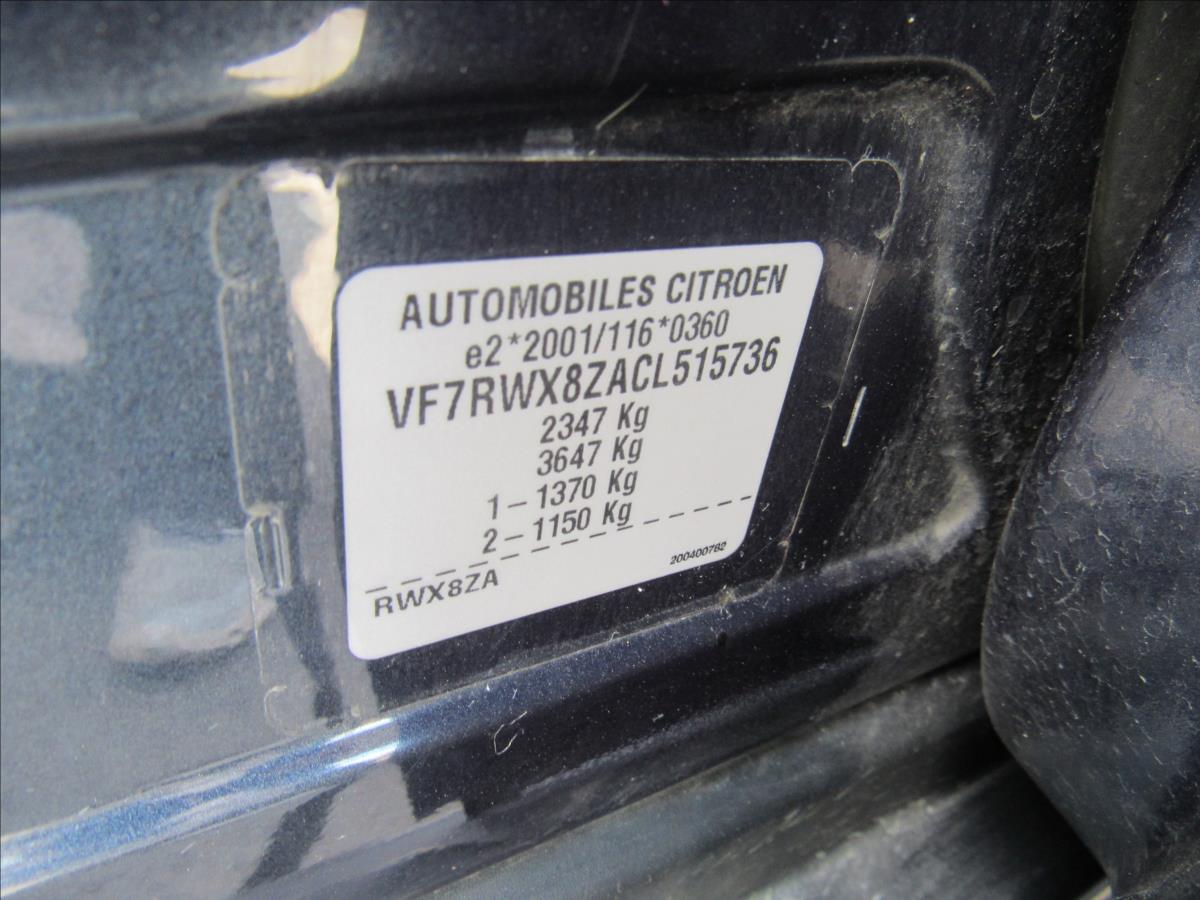 AUTOMOBILES CITROEN
e2*2001/116*0360
VF7RWX8ZACL515736
2347 Kg
3647 Kg
1-1370 Kg
2-1150 Kg
RWX8ZA
200400782